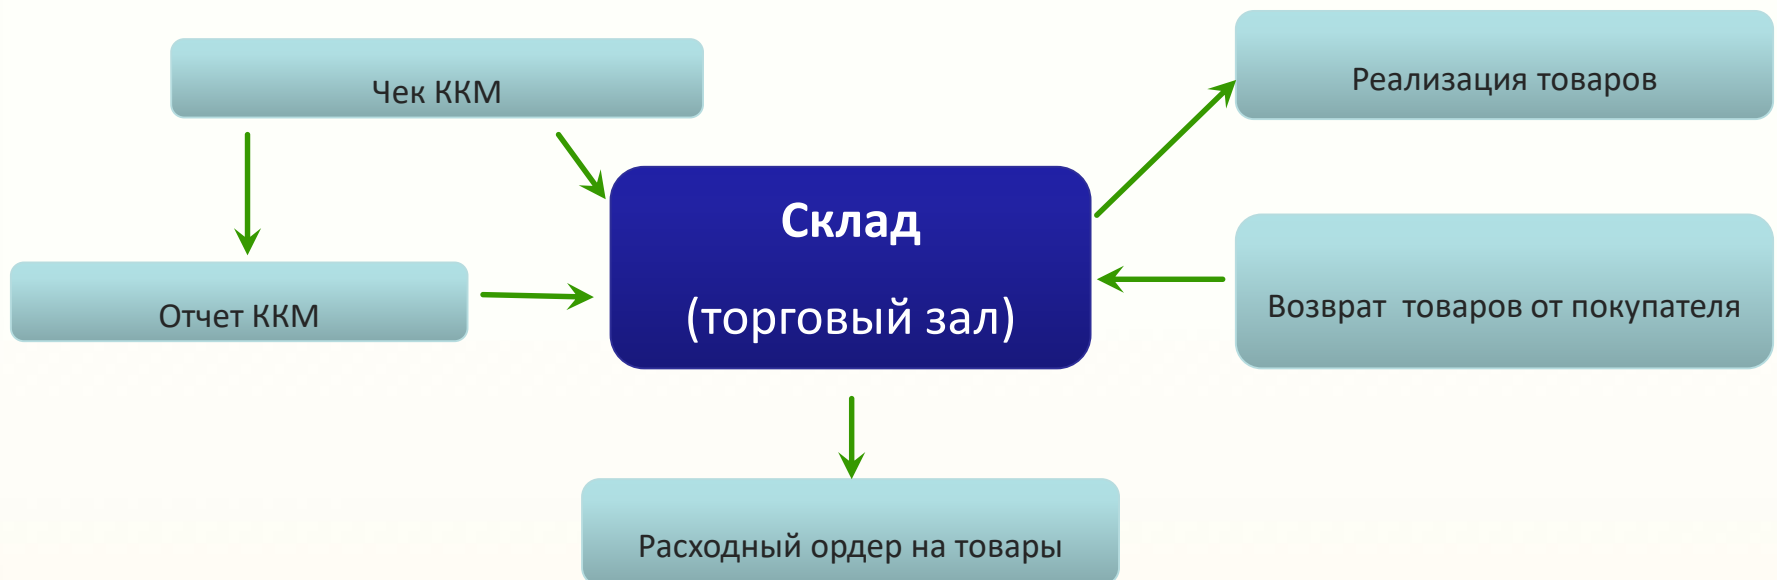 Чек ККМ
Реализация товаров
Склад
(торговый зал)
Отчет ККМ
Возврат  товаров от покупателя
Расходный ордер на товары